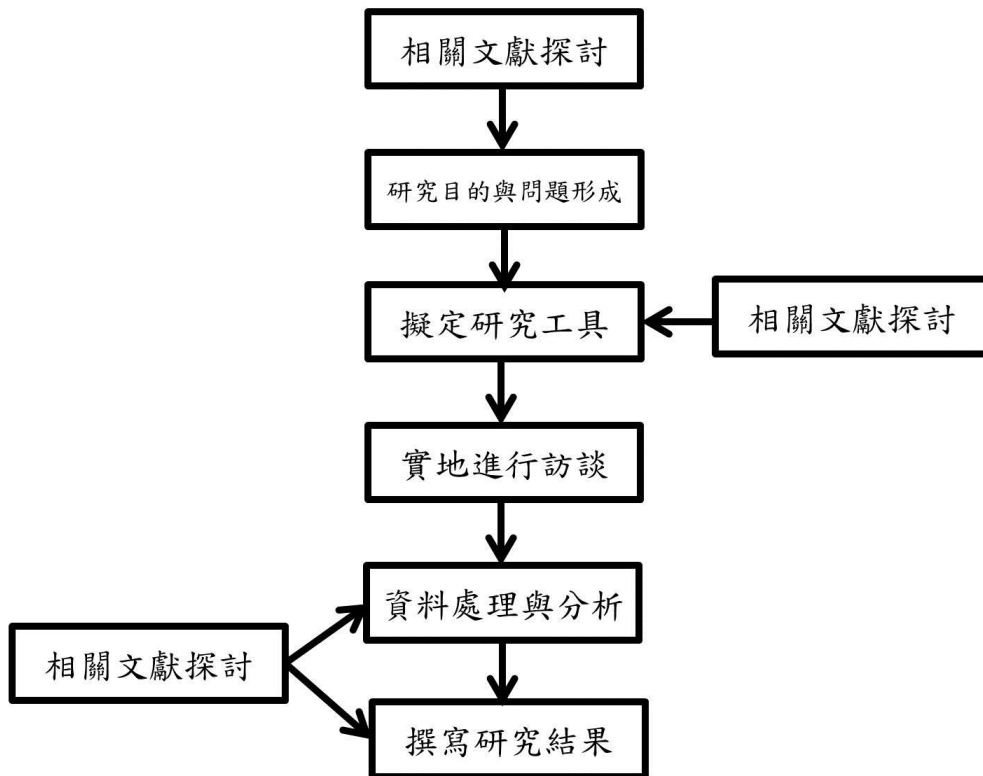 相關文獻探討
研究目的與問題形成
擬定研究工具
相關文獻探討
實地進行訪談
資料處理與分析
相關文獻探討
撰寫研究結果